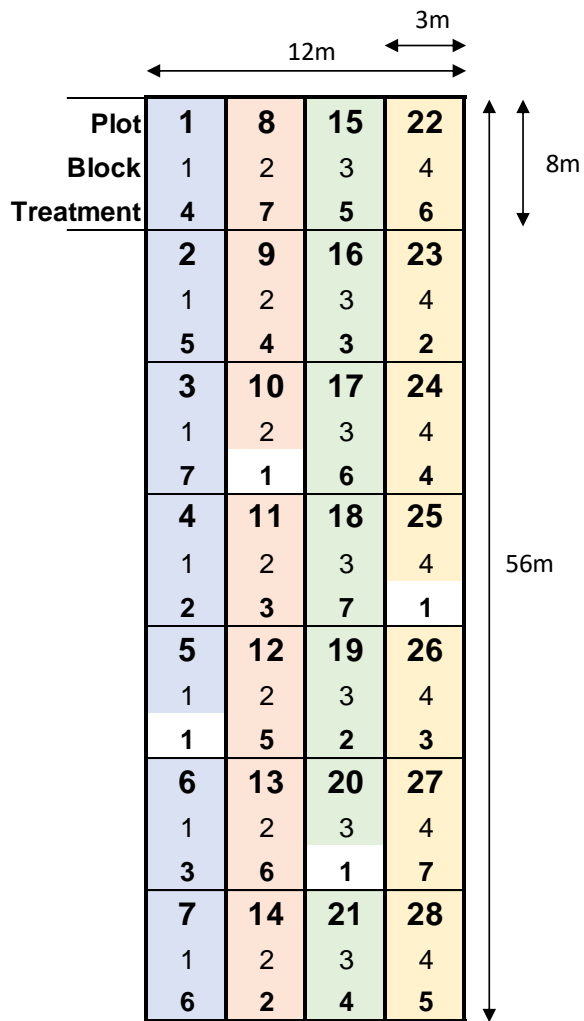 3m
12m
Plot 1 8 15 22
Block 1 2 3 4
8m
Treatment 4 7 5 6
2 9 16 23
1 2 3 4
5 4 3 2
3 10 17 24
1 2 3 4
7 1 6 4
4 11 18 25
1 2 3 4
56m
2 3 7 1
5 12 19 26
1 2 3 4
1 5 2 3
6 13 20 27
1 2 3 4
3 6 1 7
7 14 21 28
1 2 3 4
6 2 4 5